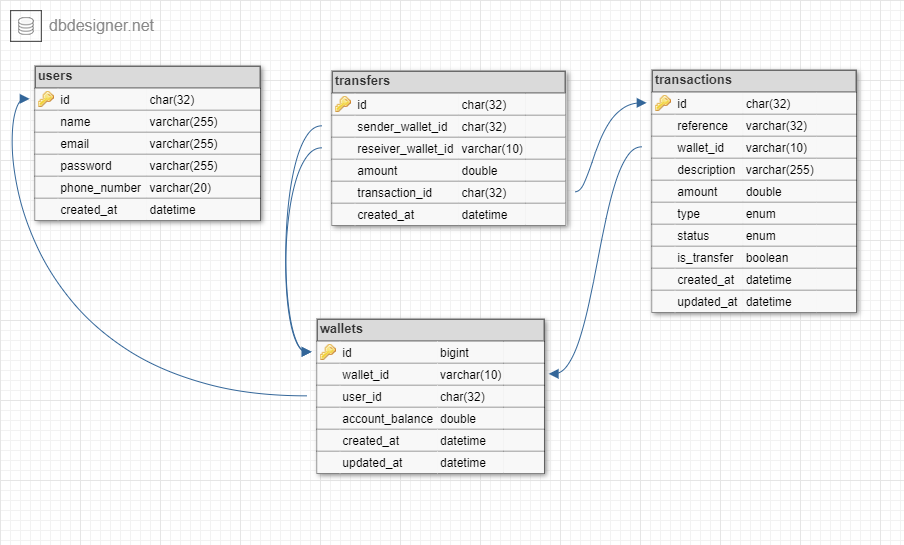 dbdesigner.net
users
id char(32)
name varchar(255)
email varchar(255)
password varchar(255)
phone_number varchar(20)
created_at datetime
transfers
id char(32)
sender_wallet_id char(32)
reseiver_wallet_id varchar(10)
amount double
transaction_id char(32)
created_at datetime
transactions
id char(32)
reference varchar(32)
wallet_id varchar(10)
description varchar(255)
amount double
type enum
status enum
is_transfer boolean
created_at datetime
updated_at datetime
wallets
id bigint
wallet_id varchar(10)
user_id char(32)
account_balance double
created_at datetime
updated_at datetime